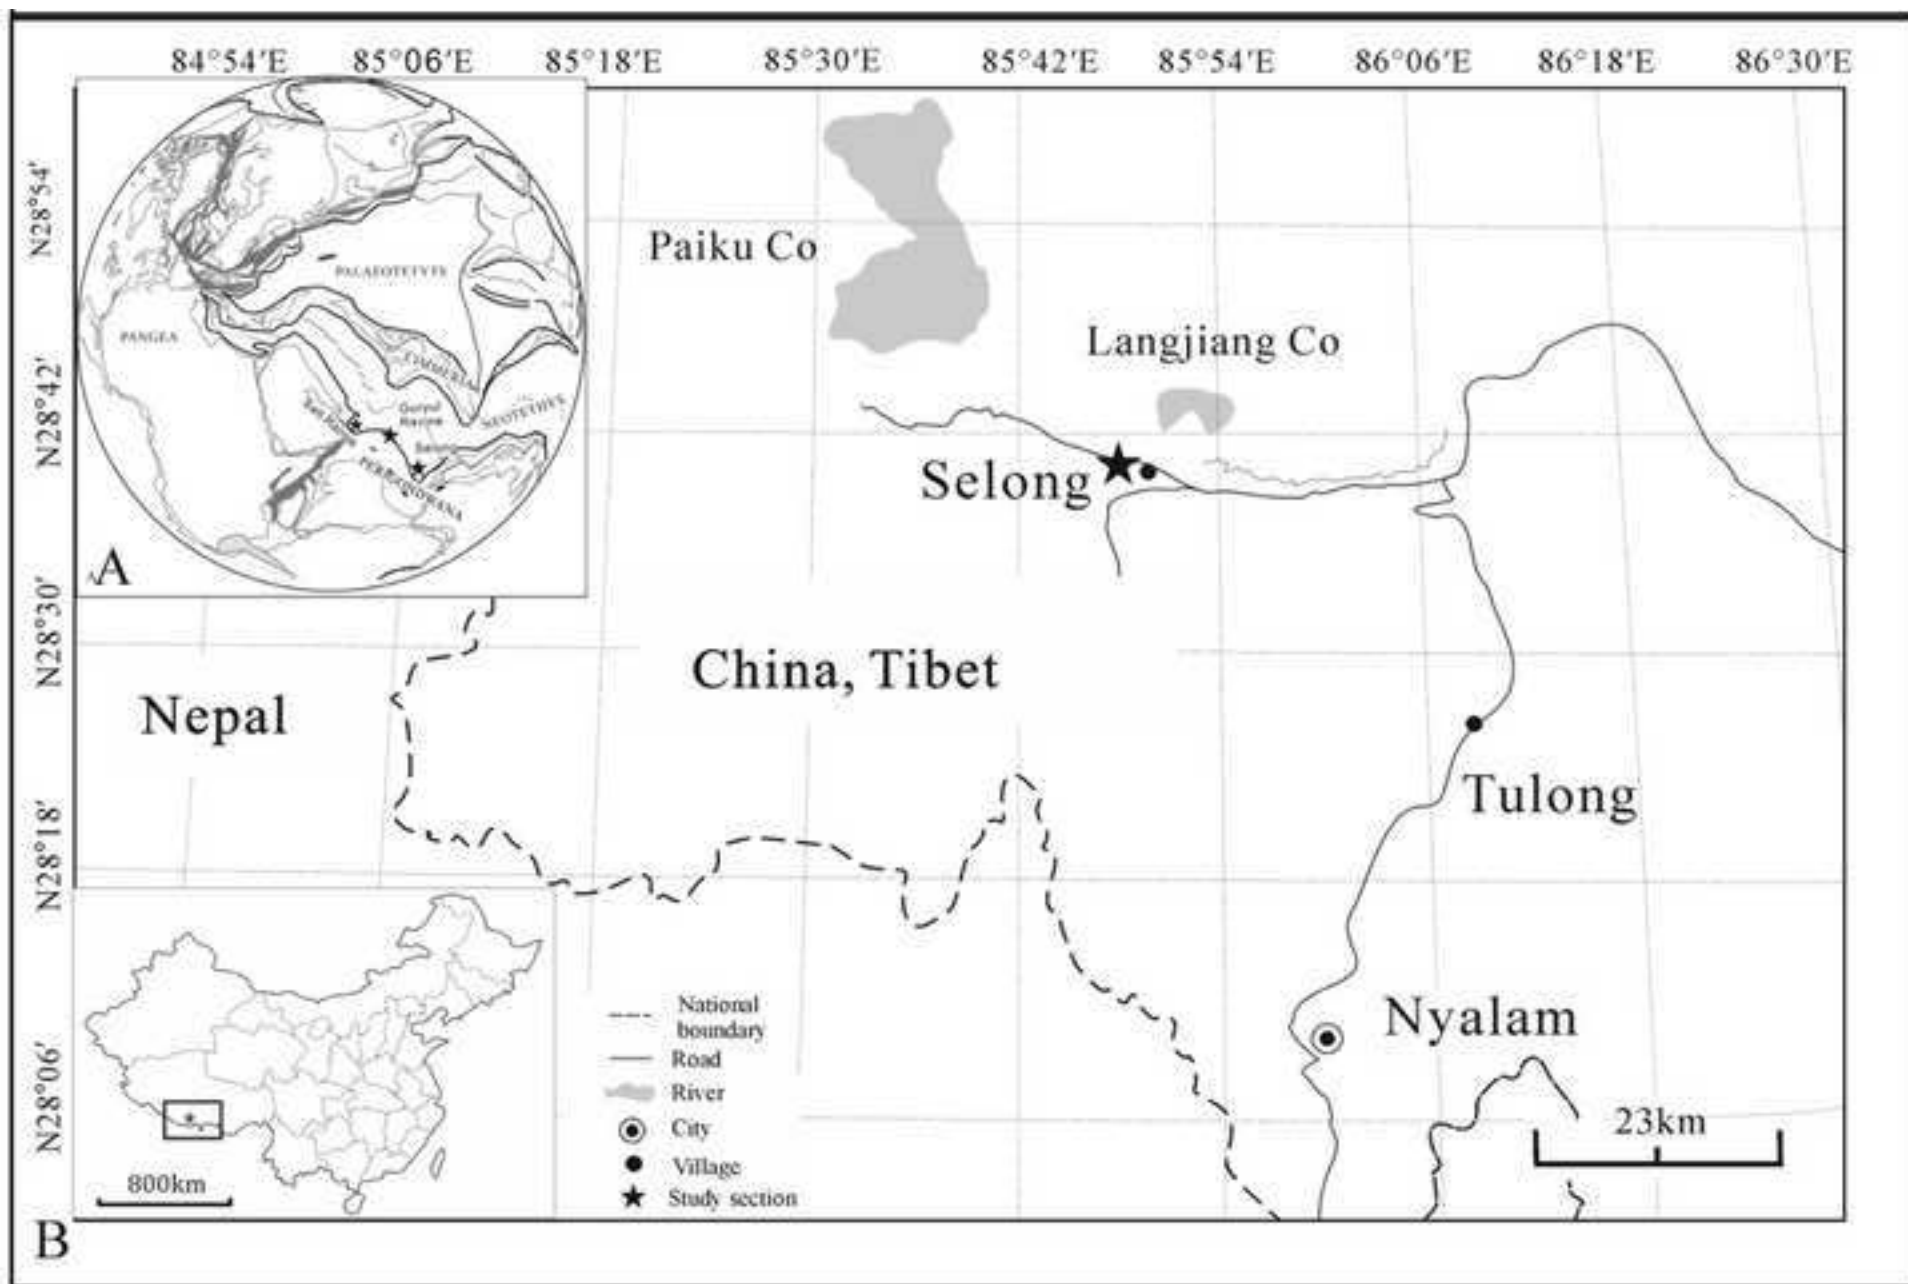 84°54′E 85°06′E 85°18′E 85°30′E 85°42′E 85°54′E 86°06′E 86°18′E 86°30′E
N28°54′
N28°42′
N28°30′
N28°18′
N28°06′
PANGEA
CIMMERIA
NEOTETHYS
A
Paiku Co
Langjiang Co
Selong
China, Tibet
Nepal
Tulong
Nyalam
23km
National
boundary
Road
River
City
Village
Study section
800km
B